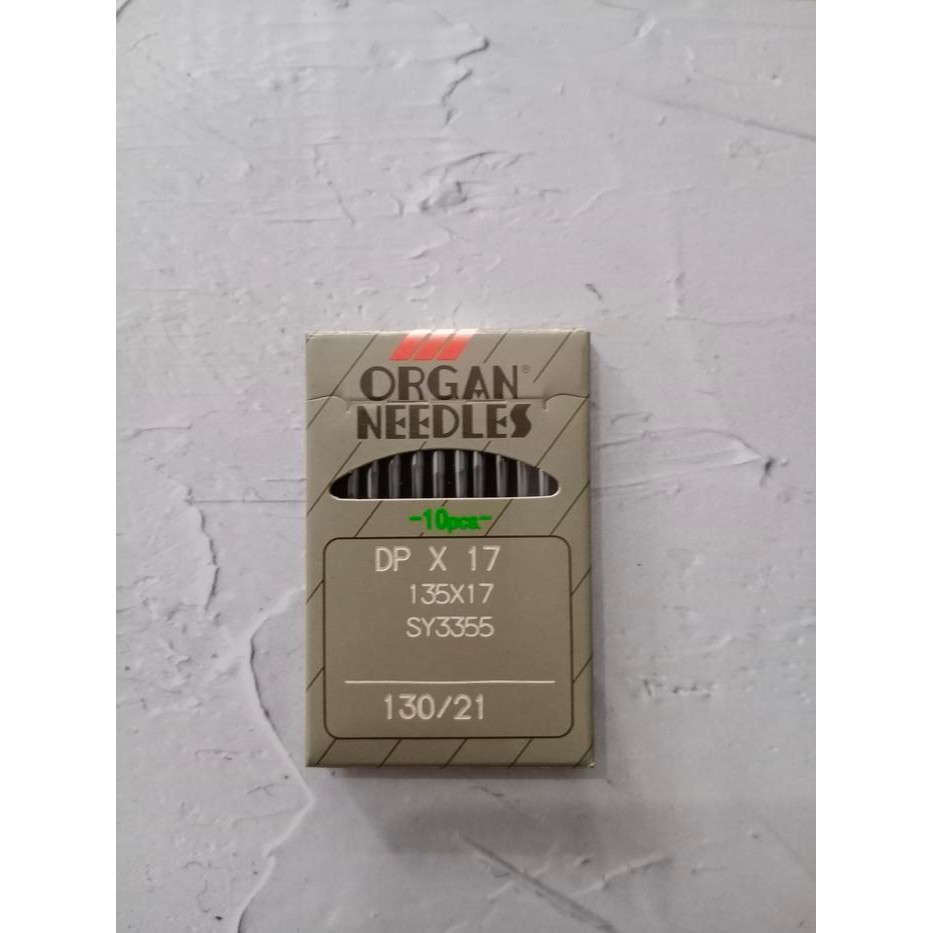 ORGAN®
NEEDLES
-10pcs.-
DP X 17
135X17
SY3355
130/21